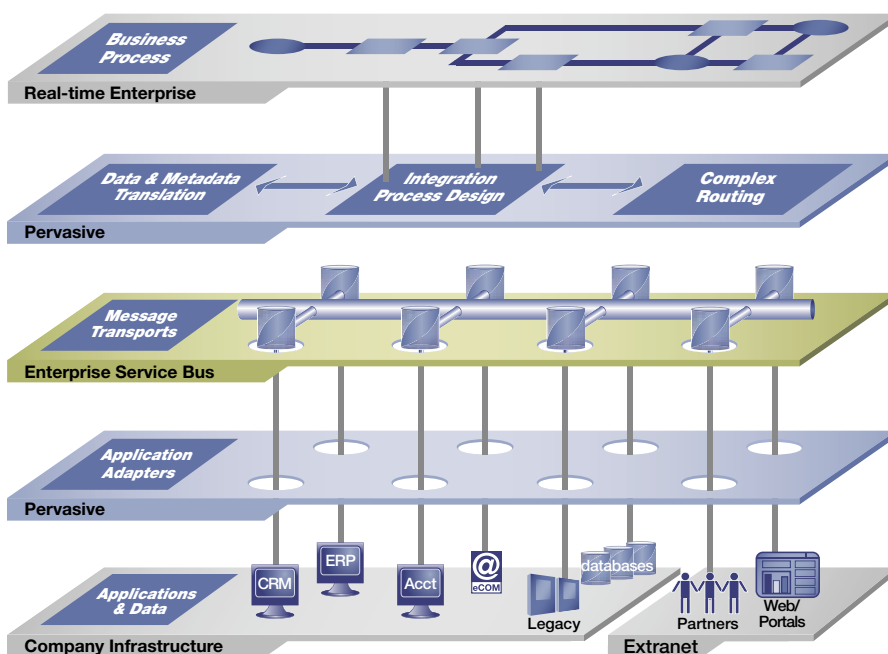 Business
Process
Real-time Enterprise
Data & Metadata
Translation
Integration
Process Design
Complex
Routing
Pervasive
Message
Transports
Enterprise Service Bus
Application
Adapters
Pervasive
Applications
& Data
CRM
ERP
Acct
@
eCOM
Legacy
databases
Partners
Web/
Portals
Company Infrastructure
Extranet